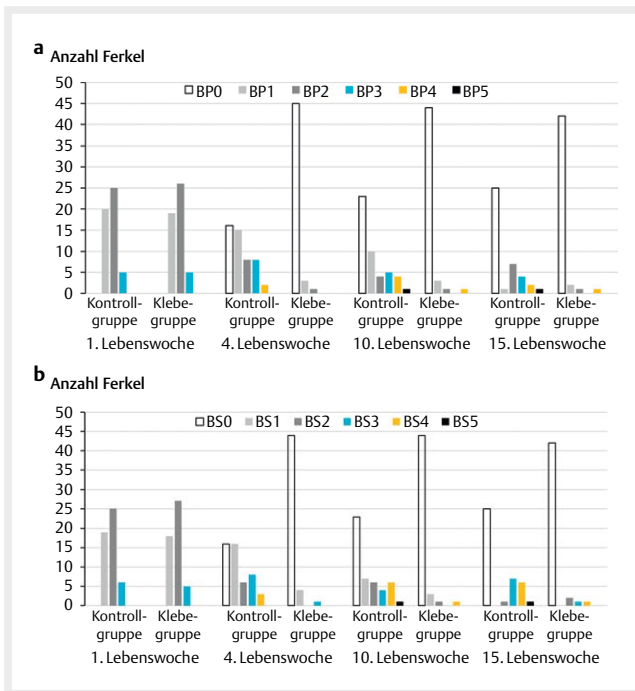 a Anzahl Ferkel
50
BP0 BP1 BP2 BP3 BP4 BP5
45
40
35
30
25
20
15
10
5
0
Kontroll- Klebe- Kontroll- Klebe- Kontroll- Klebe- Kontroll- Klebe-
gruppe gruppe gruppe gruppe gruppe gruppe gruppe gruppe
1. Lebenswoche 4. Lebenswoche 10. Lebenswoche 15. Lebenswoche
b Anzahl Ferkel
50
BS0 BS1 BS2 BS3 BS4 BS5
45
40
35
30
25
20
15
10
5
0
Kontroll- Klebe- Kontroll- Klebe- Kontroll- Klebe- Kontroll- Klebe-
gruppe gruppe gruppe gruppe gruppe gruppe gruppe gruppe
1. Lebenswoche 4. Lebenswoche 10. Lebenswoche 15. Lebenswoche